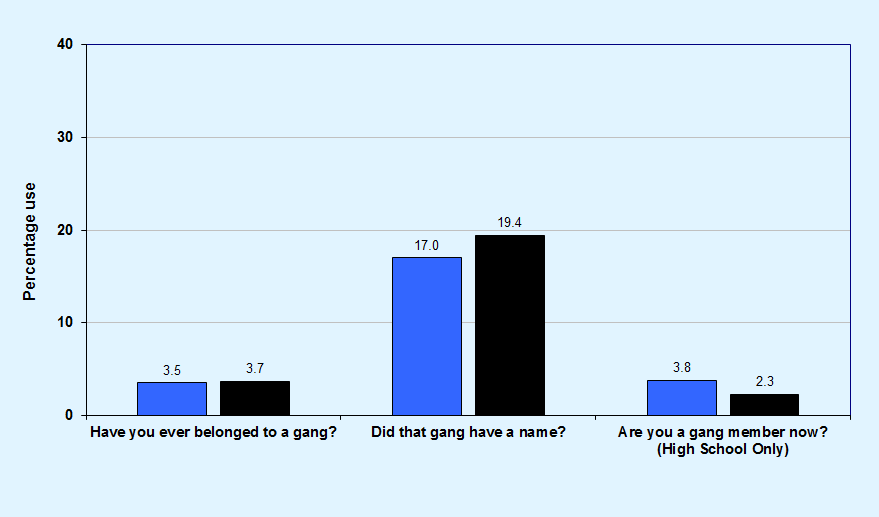 40
30
20
10
0
Percentage use
3.5
3.7
17.0
19.4
3.8
2.3
Have you ever belonged to a gang?
Did that gang have a name?
Are you a gang member now?
(High School Only)